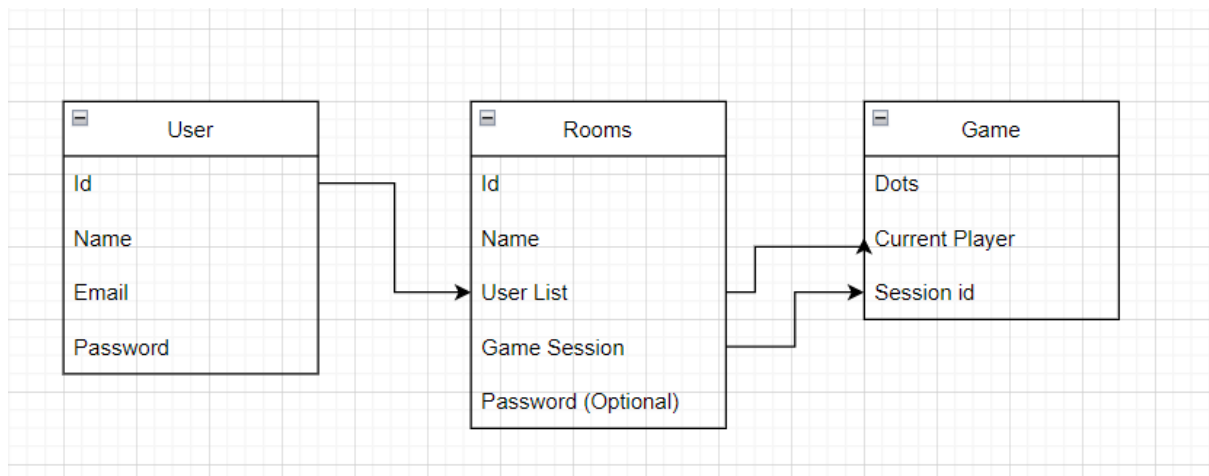 User
Id
Name
Email
Password
Rooms
Id
Name
User List
Game Session
Password (Optional)
Game
Dots
Current Player
Session id